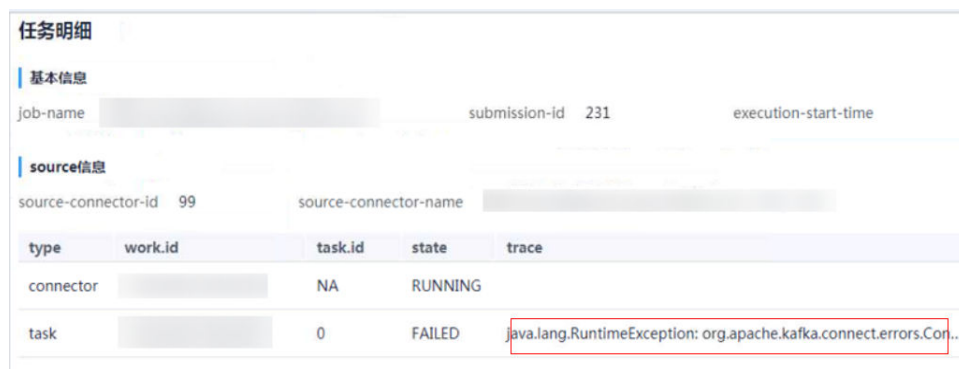 任务明细
基本信息
job-name submission-id 231 execution-start-time
source信息
source-connector-id 99 source-connector-name
type work.id task.id state trace
connector NA RUNNING
task 0 FAILED java.lang.RuntimeException: org.apache.kafka.connect.errors.Con...